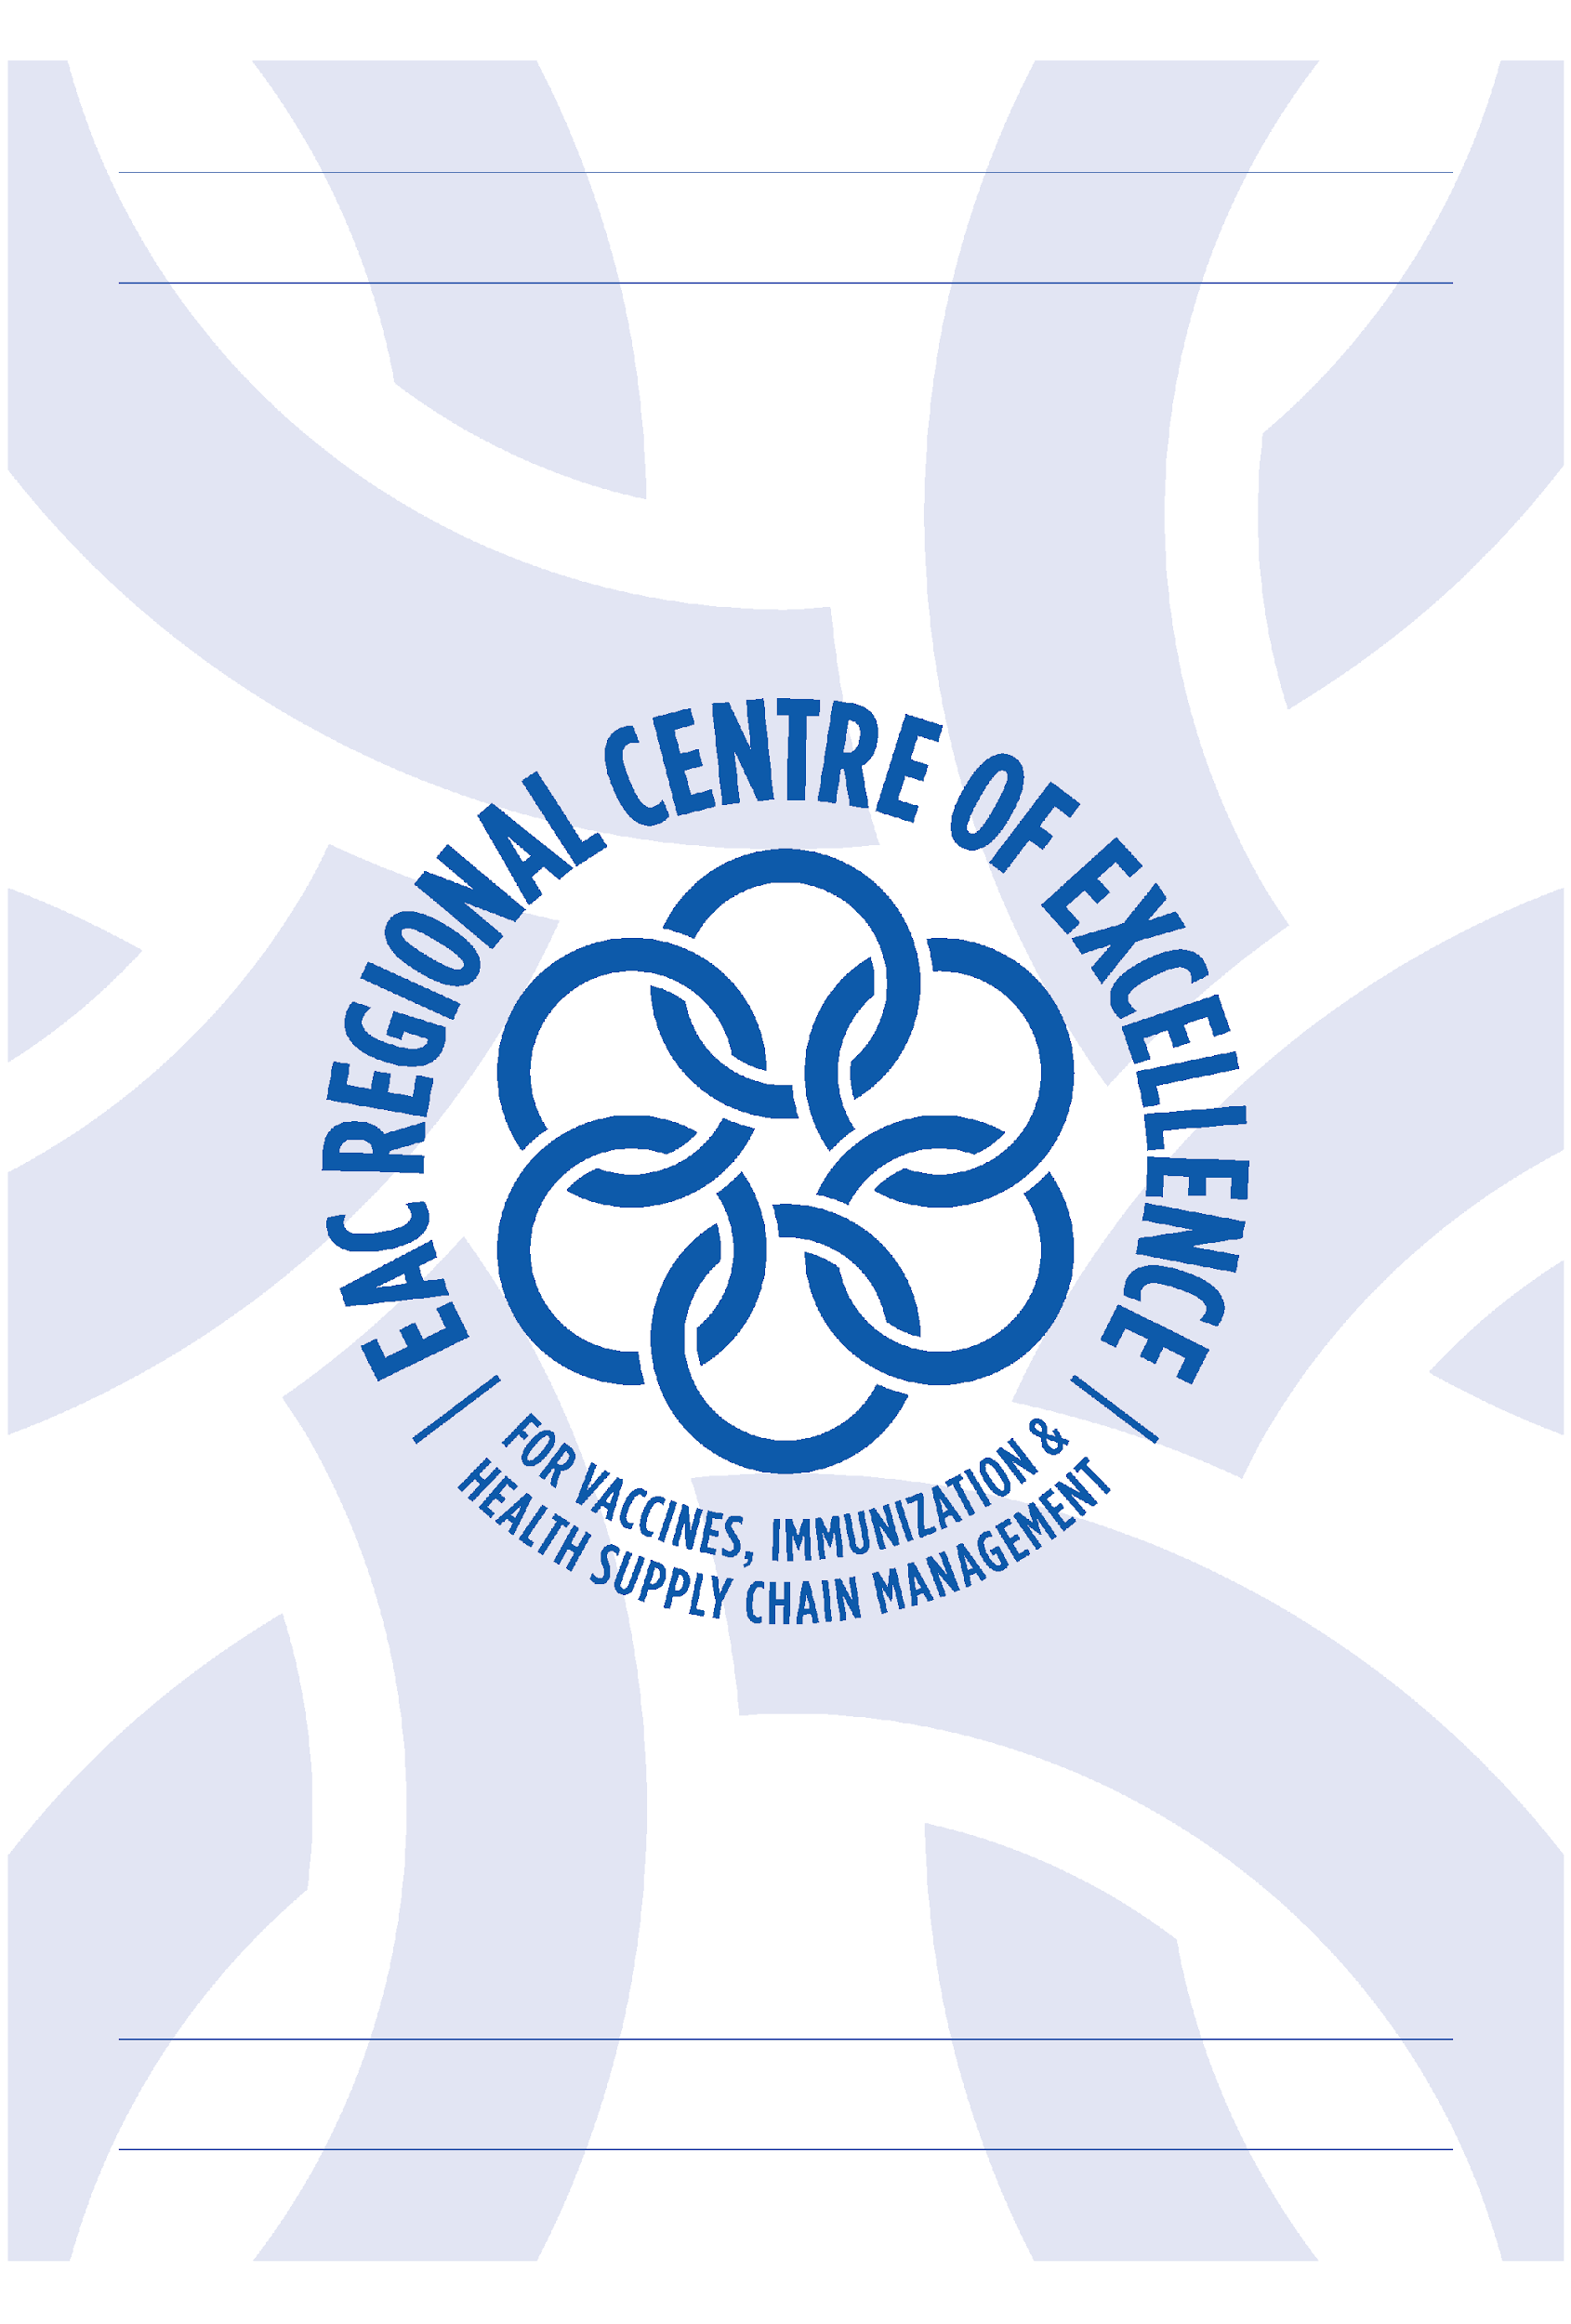 EAC REGIONAL CENTRE OF EXCELLENCE
FOR VACCINES, IMMUNIZATION &
HEALTH SUPPLY CHAIN MANAGEMENT